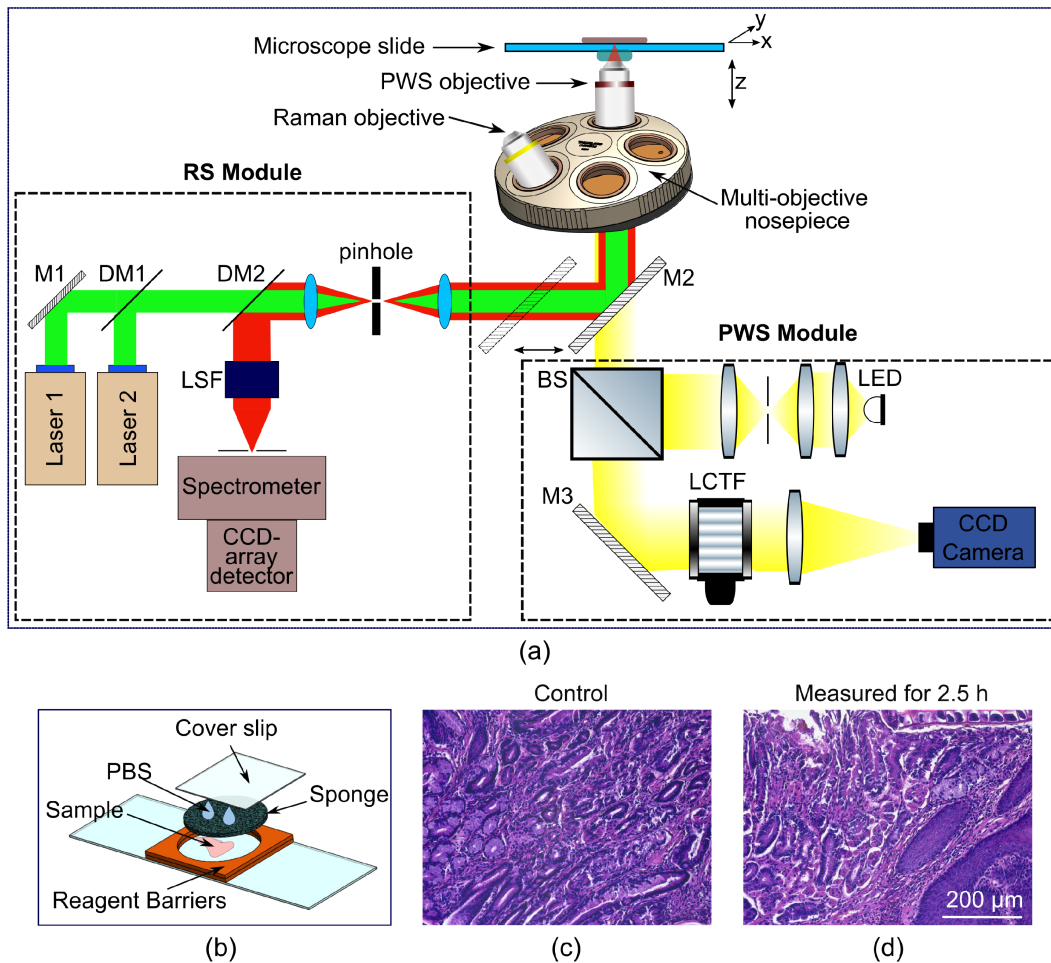 Microscope slide
y
x
PWS objective
z
Raman objective
RS Module
Multi-objective
nosepiece
M1
DM1
DM2
pinhole
M2
PWS Module
LSF
BS
LED
Laser 1
Laser 2
Spectrometer
M3
LCTF
CCD
Camera
CCD-
array
detector
(a)
Control
Measured for 2.5 h
Cover slip
PBS
Sponge
Sample
Reagent Barriers
200 µm
(b)
(c)
(d)